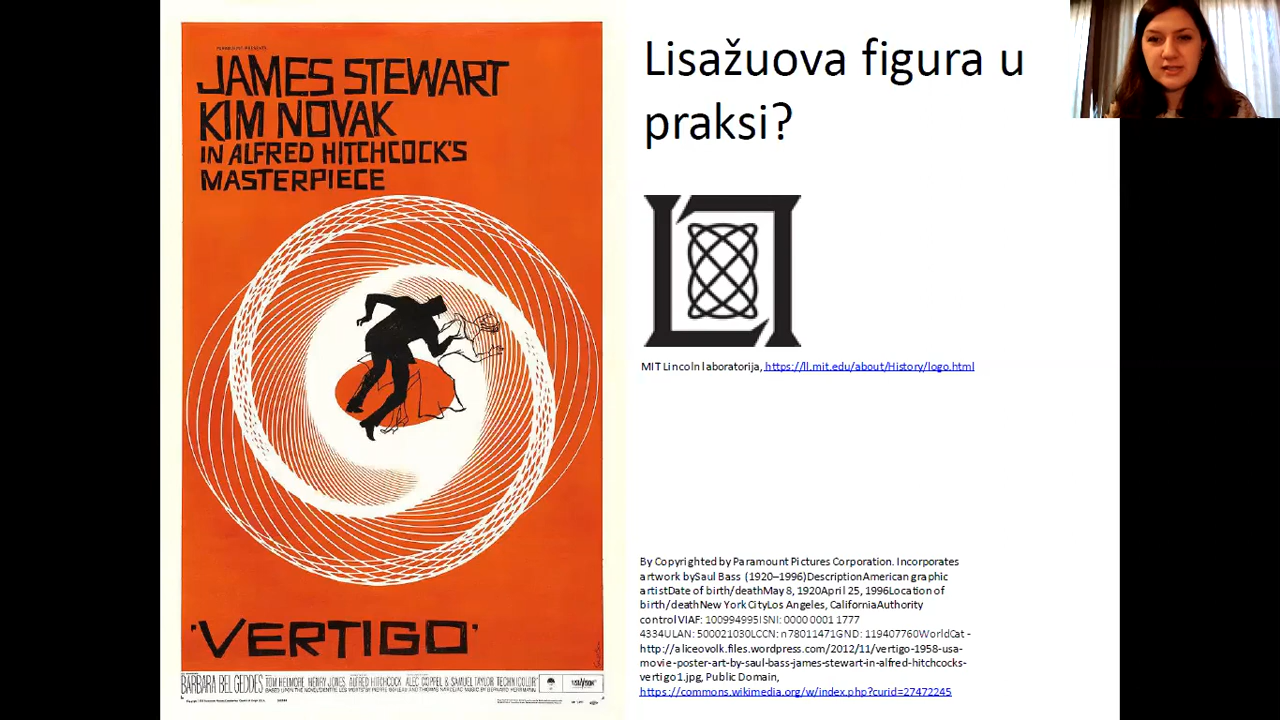 JAMES STEWART
KIM NOVAK
IN ALFRED HITCHCOCK'S
MASTERPIECE
'VERTIGO'
BARBARA BEL GEDDES
TECHNICOLOR
Lisažuova figura u
praksi?
MIT Lincoln laboratorija, https://ll.mit.edu/about/History/logo.html
By Copyrighted by Paramount Pictures Corporation. Incorporates
artwork bySaul Bass (1920–1996)DescriptionAmerican graphic
artistDate of birth/deathMay 8, 1920April 25, 1996Location of
birth/deathNew York CityLos Angeles, CaliforniaAuthority
control VIAF: 100994995ISNI: 0000 0001 1777
4334ULAN: 500021030LCCN: n78011471GND: 119407760WorldCat -
http://aliceovolk.files.wordpress.com/2012/11/vertigo-1958-usa-
movie-poster-art-by-saul-bass-james-stewart-in-alfred-hitchcocks-
vertigo1.jpg, Public Domain,
https://commons.wikimedia.org/w/index.php?curid=27472245